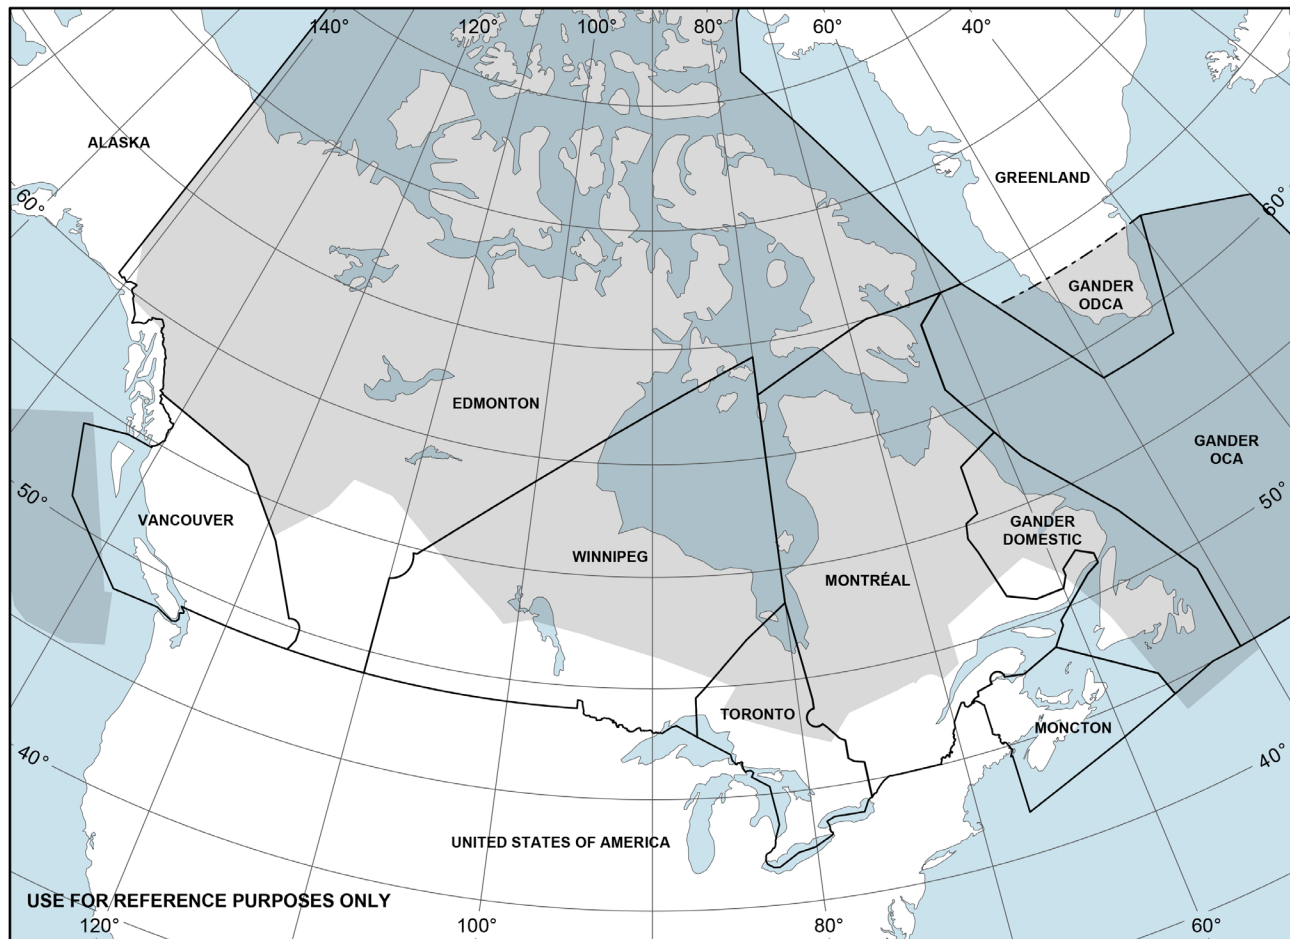 140°
120°
100°
80°
60°
40°
ALASKA
GREENLAND
60°
60°
GANDER
ODCA
EDMONTON
GANDER
OCA
50°
50°
VANCOUVER
GANDER
DOMESTIC
WINNIPEG
MONTRÉAL
TORONTO
MONCTON
40°
40°
UNITED STATES OF AMERICA
USE FOR REFERENCE PURPOSES ONLY
120°
100°
80°
60°